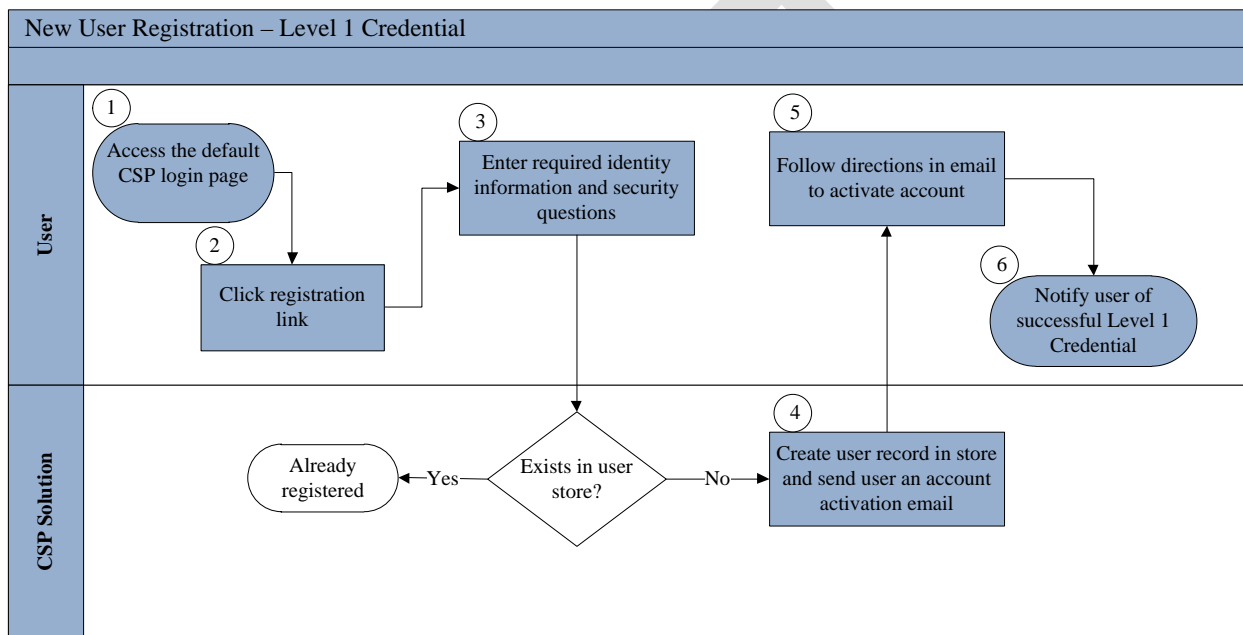 New User Registration – Level 1 Credential
User
1
Access the default
CSP login page
2
Click registration
link
3
Enter required identity
information and security
questions
5
Follow directions in email
to activate account
6
Notify user of
successful Level 1
Credential
CSP Solution
Already
registered
Yes
Exists in user
store?
No
4
Create user record in store
and send user an account
activation email